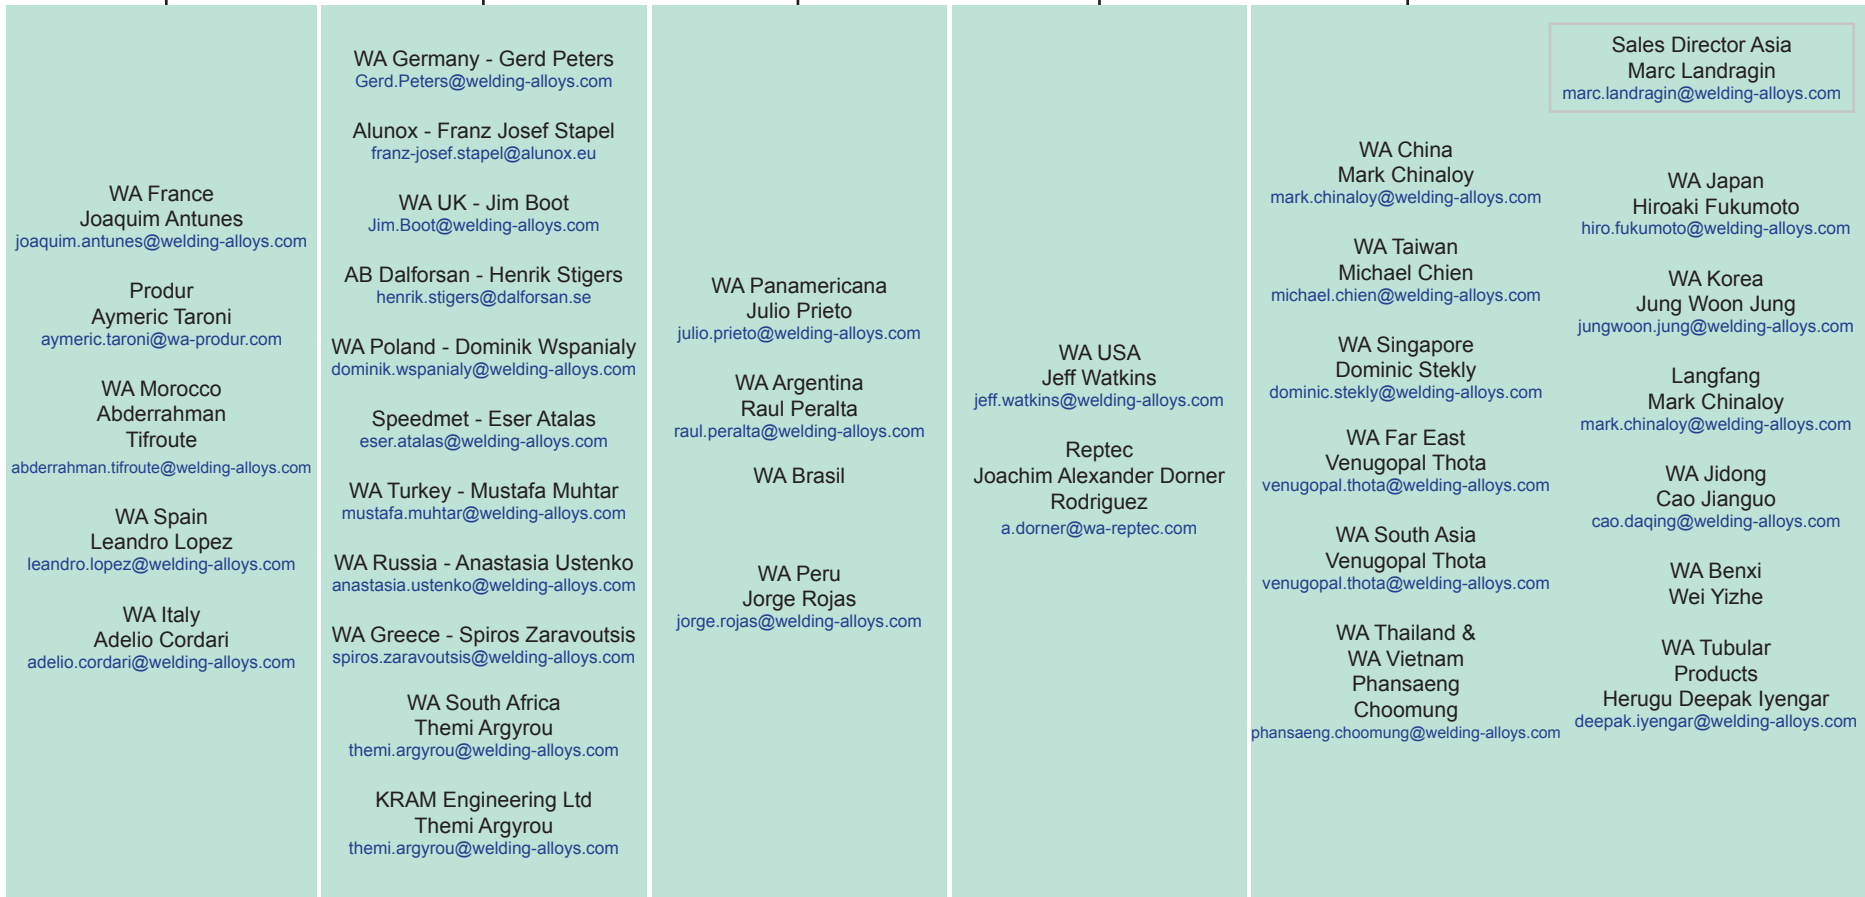 WA France
Joaquim Antunes
joaquim.antunes@welding-alloys.com
Produr
Aymeric Taroni
aymeric.taroni@wa-produr.com
WA Morocco
Abderrahman
Tifroute
abderrahman.tifroute@welding-alloys.com
WA Spain
Leandro Lopez
leandro.lopez@welding-alloys.com
WA Italy
Adelio Cordari
adelio.cordari@welding-alloys.com
WA Germany - Gerd Peters
Gerd.Peters@welding-alloys.com
Alunox - Franz Josef Stapel
franz-josef.stapel@alunox.eu
WA UK - Jim Boot
Jim.Boot@welding-alloys.com
AB Dalforsan - Henrik Stigers
henrik.stigers@dalforsan.se
WA Poland - Dominik Wspanialy
dominik.wspanialy@welding-alloys.com
Speedmet - Eser Atalas
eser.atalas@welding-alloys.com
WA Turkey - Mustafa Muhtar
mustafa.muhtar@welding-alloys.com
WA Russia - Anastasia Ustenko
anastasia.ustenko@welding-alloys.com
WA Greece - Spiros Zaravoutsis
spiros.zaravoutsis@welding-alloys.com
WA South Africa
Themi Argyrou
themi.argyrou@welding-alloys.com
KRAM Engineering Ltd
Themi Argyrou
themi.argyrou@welding-alloys.com
WA Panamericana
Julio Prieto
julio.prieto@welding-alloys.com
WA Argentina
Raul Peralta
raul.peralta@welding-alloys.com
WA Brasil
WA Peru
Jorge Rojas
jorge.rojas@welding-alloys.com
WA USA
Jeff Watkins
jeff.watkins@welding-alloys.com
Reptec
Joachim Alexander Dorner
Rodriguez
a.dorner@wa-reptec.com
Sales Director Asia
Marc Landragin
marc.landragin@welding-alloys.com
WA China
Mark Chinaloy
mark.chinaloy@welding-alloys.com
WA Taiwan
Michael Chien
michael.chien@welding-alloys.com
WA Singapore
Dominic Stekly
dominic.stekly@welding-alloys.com
WA Far East
Venugopal Thota
venugopal.thota@welding-alloys.com
WA South Asia
Venugopal Thota
venugopal.thota@welding-alloys.com
WA Thailand &
WA Vietnam
Phansaeng
Choomung
phansaeng.choomung@welding-alloys.com
WA Japan
Hiroaki Fukumoto
hiro.fukumoto@welding-alloys.com
WA Korea
Jung Woon Jung
jungwoon.jung@welding-alloys.com
Langfang
Mark Chinaloy
mark.chinaloy@welding-alloys.com
WA Jidong
Cao Jianguo
cao.daqing@welding-alloys.com
WA Benxi
Wei Yizhe
WA Tubular
Products
Herugu Deepak Iyengar
deepak.iyengar@welding-alloys.com